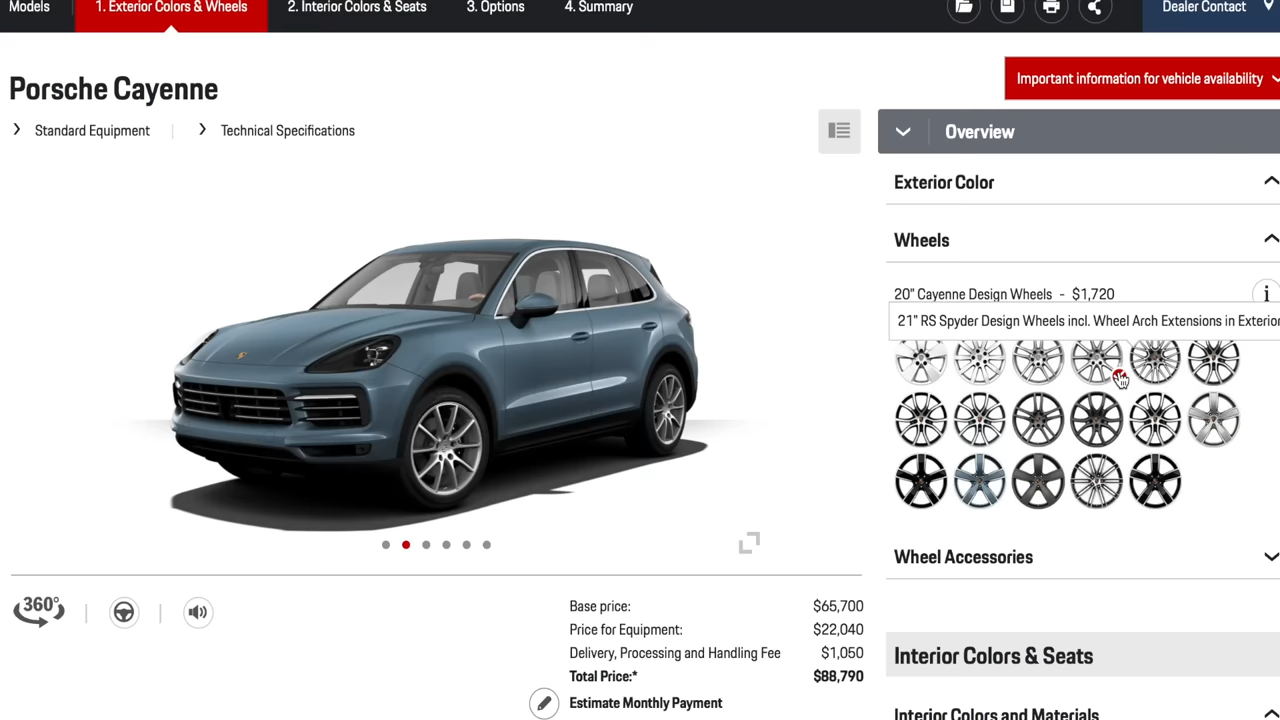 Models
1. Exterior Colors & Wheels
2. Interior Colors & Seats
3. Options
4. Summary
Dealer Contact
Porsche Cayenne
Important information for vehicle availability
Standard Equipment
Technical Specifications
Overview
Exterior Color
Wheels
20" Cayenne Design Wheels - $1,720
i
21" RS Spyder Design Wheels incl. Wheel Arch Extensions in Exterior
Wheel Accessories
360°
Base price: $65,700
Price for Equipment: $22,040
Delivery, Processing and Handling Fee $1,050
Total Price:* $88,790
Estimate Monthly Payment
Interior Colors & Seats
Interior Colors and Materials